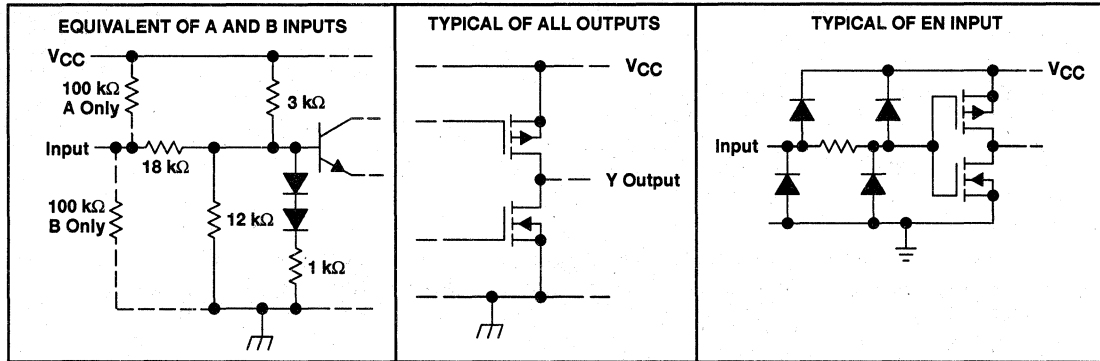 EQUIVALENT OF A AND B INPUTS
VCC
100 kΩ
A Only
3 kΩ
Input
18 kΩ
100 kΩ
B Only
12 kΩ
1 kΩ
TYPICAL OF ALL OUTPUTS
VCC
Y Output
TYPICAL OF EN INPUT
VCC
Input